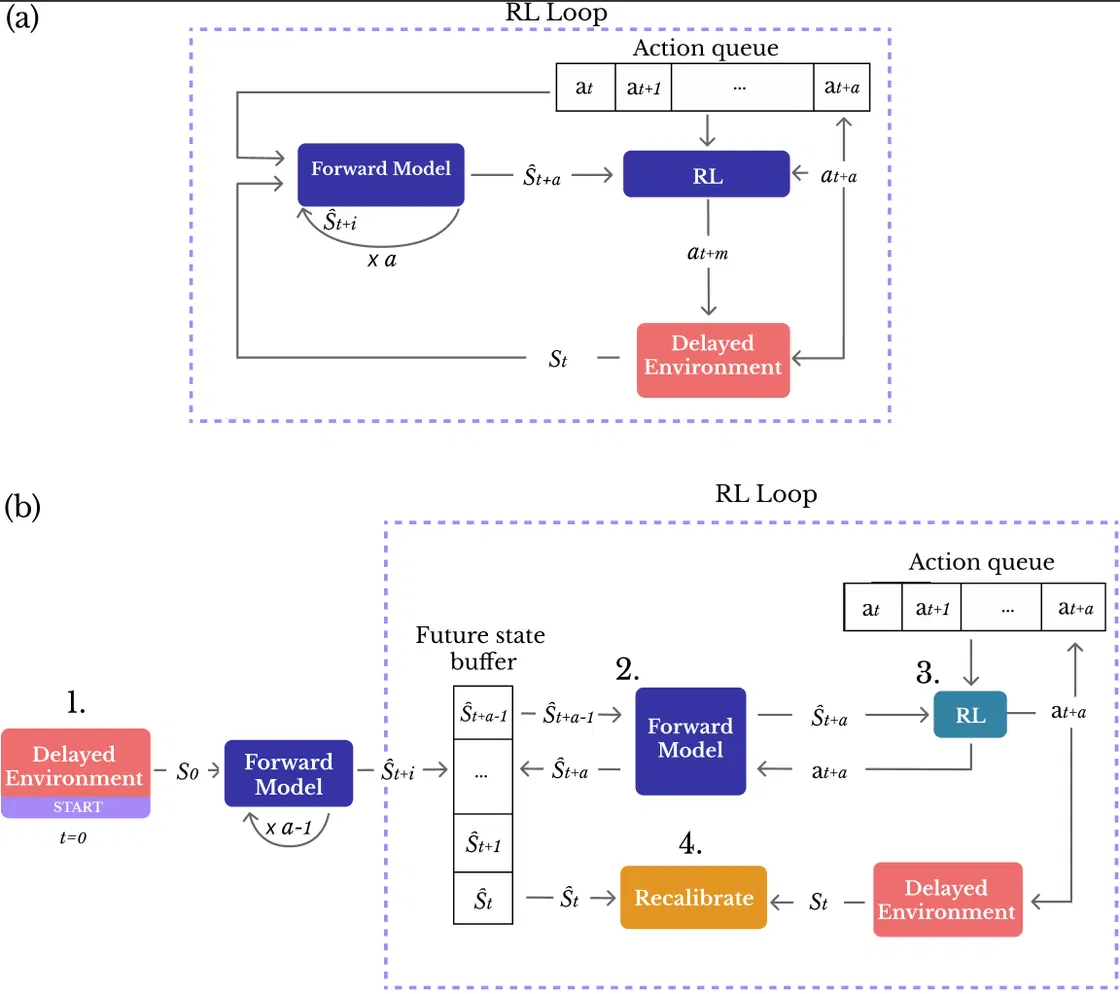 (a)
RL Loop
Action queue
at at+1 ... at+a
Forward Model
Ŝt+a
RL
at+a
Ŝt+i
x a
at+m
Delayed
Environment
St
(b)
RL Loop
Action queue
at at+1 ... at+a
Future state
buffer
1.
2.
3.
Ŝt+a-1
Ŝt+a-1
Forward
Model
Ŝt+a
RL
at+a
Delayed
Environment
START
t=0
S0
Forward
Model
x a-1
Ŝt+i
...
Ŝt+a
at+a
Ŝt+1
4.
Ŝt
Ŝt
Recalibrate
St
Delayed
Environment